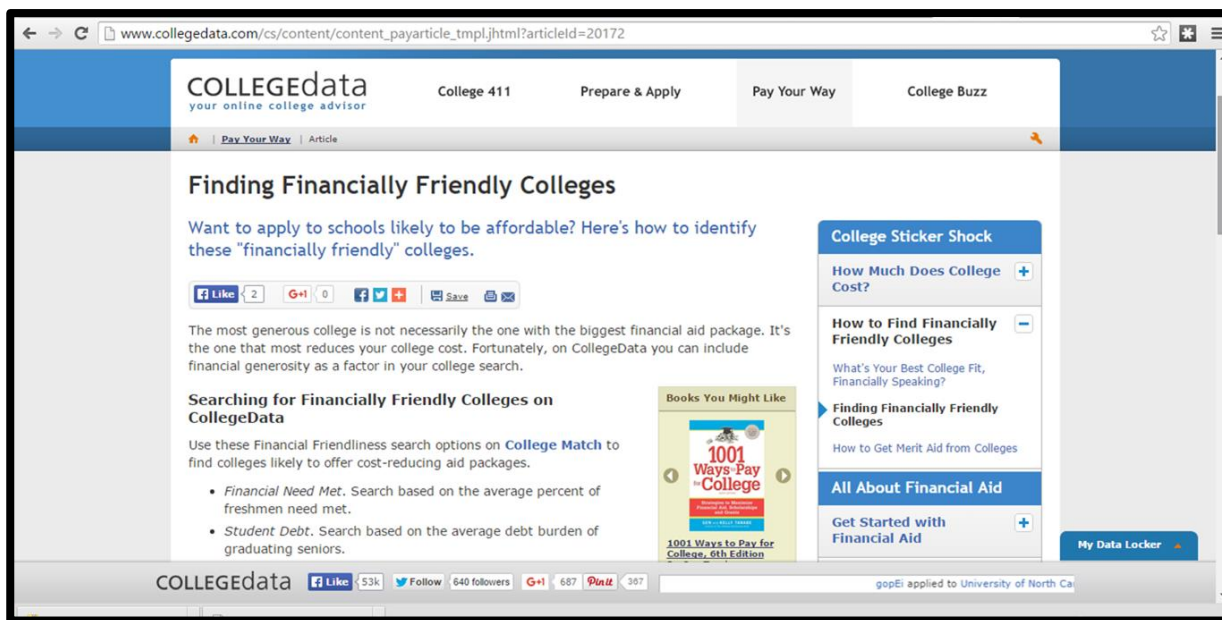 www.collegedata.com/cs/content/content_payarticle_tmpl.jhtml?articleId=20172
COLLEGEdata
your online college advisor
College 411
Prepare & Apply
Pay Your Way
College Buzz
| Pay Your Way | Article
Finding Financially Friendly Colleges
Want to apply to schools likely to be affordable? Here's how to identify
these "financially friendly" colleges.
Like 2 G+1 0 Save
The most generous college is not necessarily the one with the biggest financial aid package. It's
the one that most reduces your college cost. Fortunately, on CollegeData you can include
financial generosity as a factor in your college search.
Searching for Financially Friendly Colleges on
CollegeData
Use these Financial Friendliness search options on College Match to
find colleges likely to offer cost-reducing aid packages.
• Financial Need Met. Search based on the average percent of
freshmen need met.
• Student Debt. Search based on the average debt burden of
graduating seniors.
Books You Might Like
1001
Ways to Pay
for College
1001 Ways to Pay for
College, 6th Edition
College Sticker Shock
How Much Does College
Cost?
How to Find Financially
Friendly Colleges
What's Your Best College Fit,
Financially Speaking?
Finding Financially Friendly
Colleges
How to Get Merit Aid from Colleges
All About Financial Aid
Get Started with
Financial Aid
My Data Locker
COLLEGEdata Like 53k Follow 640 followers G+1 687 Pinit 367
gopEi applied to University of North Ca